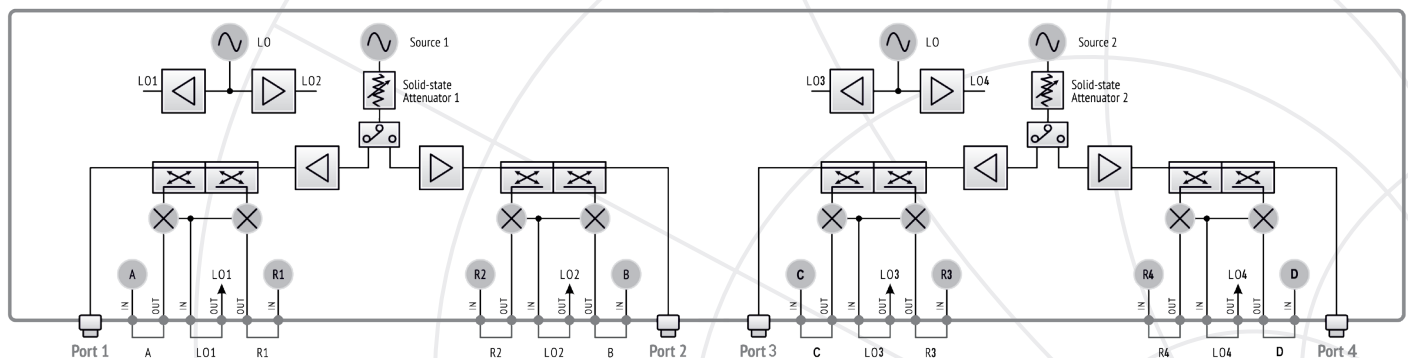 LO
Source 1
LO
Source 2
LO1
LO2
Solid-state
Attenuator 1
LO3
LO4
Solid-state
Attenuator 2
A
LO1
R1
R2
LO2
B
C
LO3
R3
R4
LO4
D
IN
OUT
IN
OUT
OUT
IN
IN
OUT
IN
OUT
OUT
IN
IN
OUT
IN
OUT
OUT
IN
IN
OUT
IN
OUT
OUT
IN
Port 1
A
LO1
R1
R2
LO2
B
Port 2
Port 3
C
LO3
R3
R4
LO4
D
Port 4